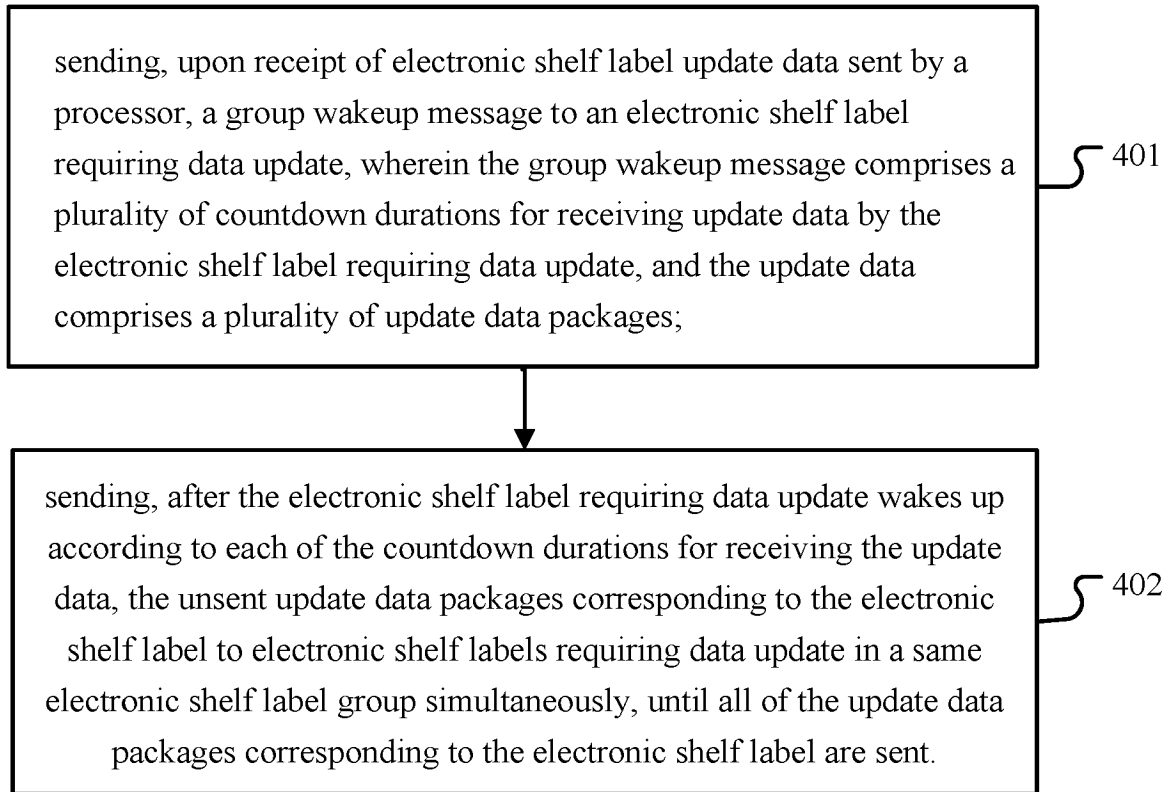 sending, upon receipt of electronic shelf label update data sent by a
processor, a group wakeup message to an electronic shelf label
requiring data update, wherein the group wakeup message comprises a
plurality of countdown durations for receiving update data by the
electronic shelf label requiring data update, and the update data
comprises a plurality of update data packages;
401
sending, after the electronic shelf label requiring data update wakes up
according to each of the countdown durations for receiving the update
data, the unsent update data packages corresponding to the electronic
shelf label to electronic shelf labels requiring data update in a same
electronic shelf label group simultaneously, until all of the update data
packages corresponding to the electronic shelf label are sent.
402